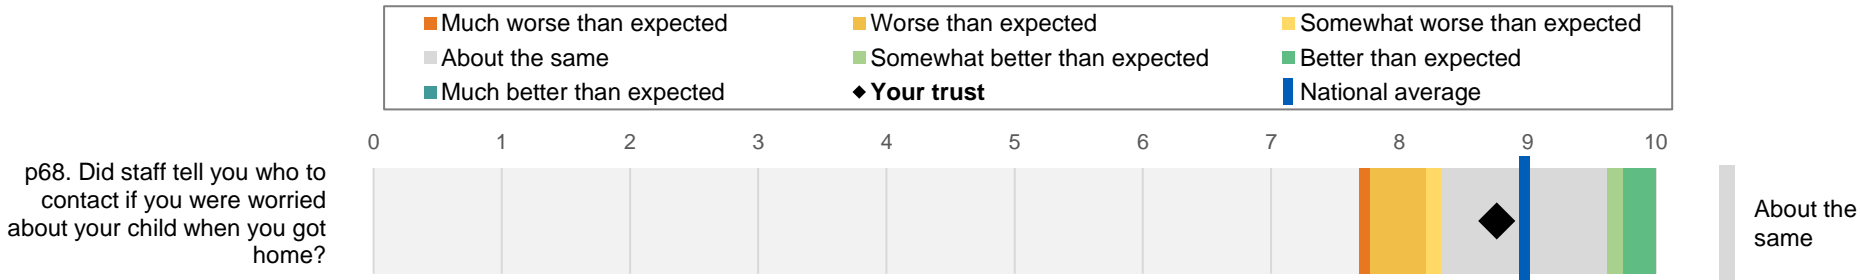 Much worse than expected
Worse than expected
Somewhat worse than expected
About the same
Somewhat better than expected
Better than expected
Much better than expected
Your trust
National average
0 1 2 3 4 5 6 7 8 9 10
p68. Did staff tell you who to
contact if you were worried
about your child when you got
home?
About the
same